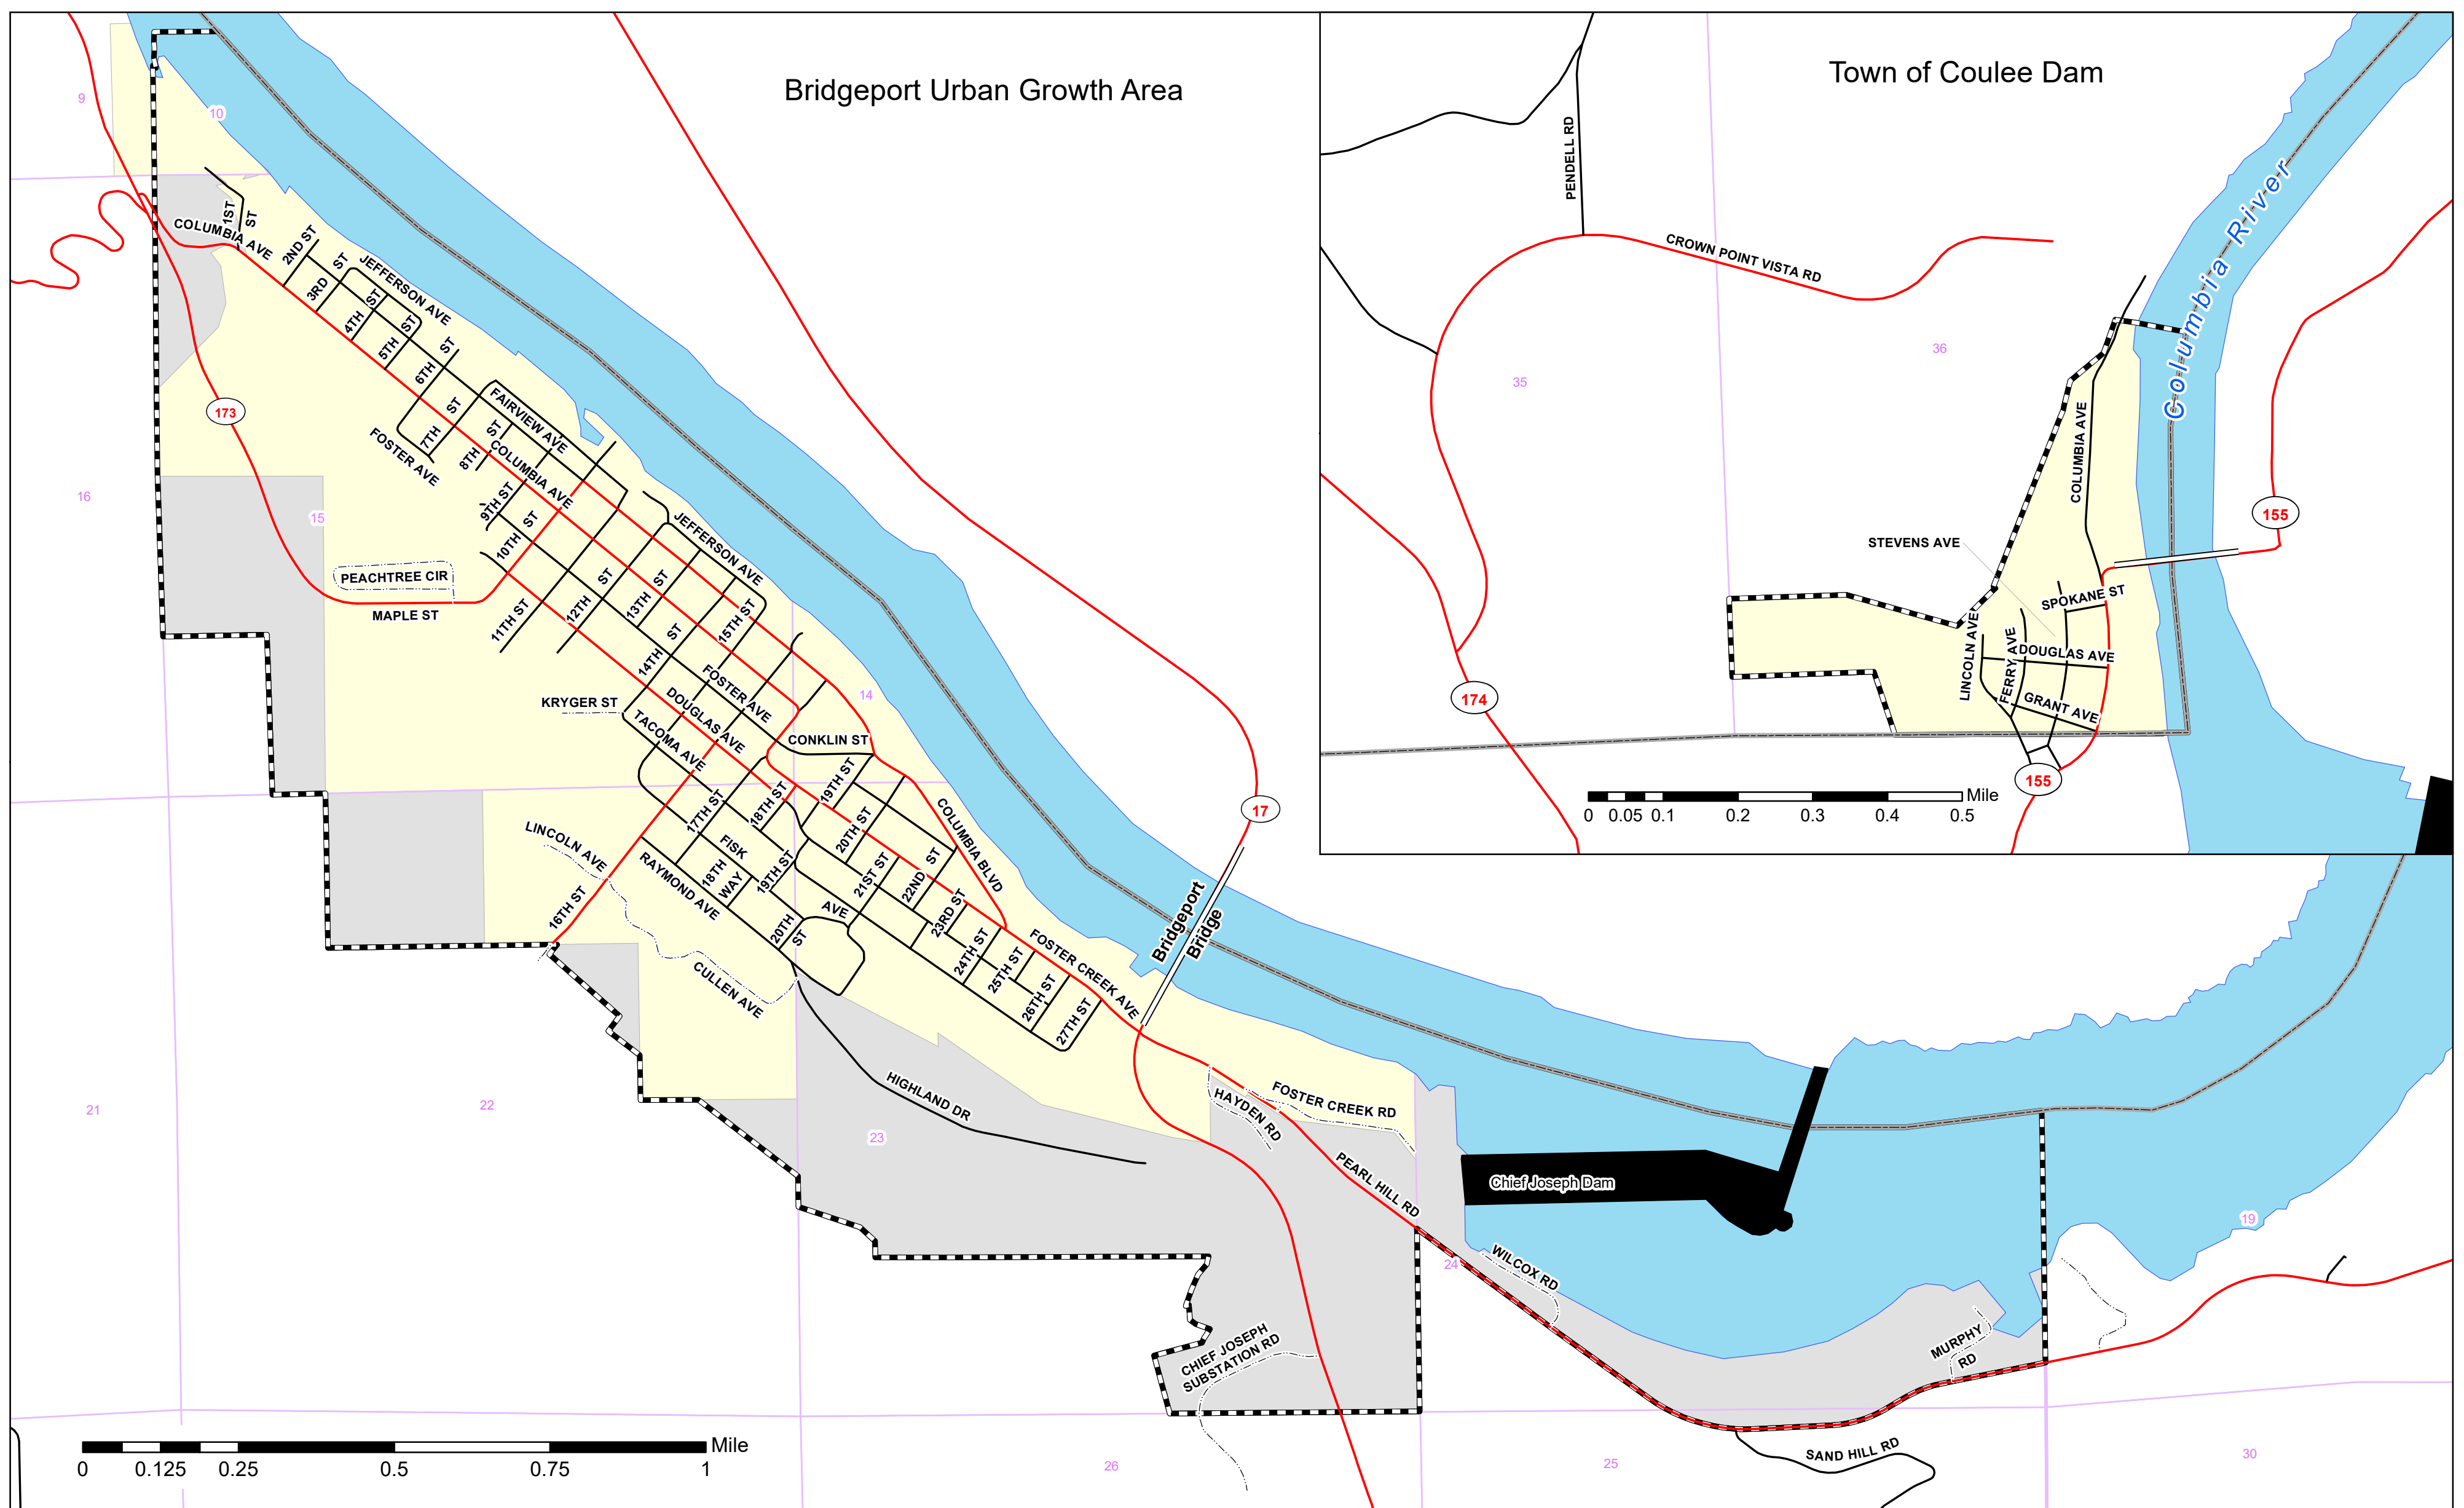 Bridgeport Urban Growth Area
Town of Coulee Dam
9
10
1ST
ST
COLUMBIA AVE
2ND ST
3RD
ST
JEFFERSON AVE
4TH
ST
5TH
ST
6TH
ST
173
FAIRVIEW AVE
7TH
ST
FOSTER AVE
8TH
ST
COLUMBIA AVE
9TH ST
10TH
ST
16
15
JEFFERSON AVE
PEACHTREE CIR
MAPLE ST
11TH ST
12TH
ST
13TH
ST
14TH
ST
15TH ST
14
KRYGER ST
FOSTER AVE
DOUGLAS AVE
TACOMA AVE
CONKLIN ST
17TH ST
18TH ST
19TH ST
20TH ST
COLUMBIA BLVD
LINCOLN AVE
FISK
AVE
18TH
WAY
19TH ST
21ST ST
22ND
ST
23RD ST
RAYMOND AVE
16TH ST
20TH
ST
24TH ST
25TH ST
26TH ST
27TH ST
FOSTER CREEK AVE
CULLEN AVE
17
Bridgeport
Bridge
HIGHLAND DR
21
22
23
HAYDEN RD
FOSTER CREEK RD
PEARL HILL RD
Chief Joseph Dam
24
WILCOX RD
19
MURPHY
RD
CHIEF JOSEPH
SUBSTATION RD
SAND HILL RD
26
25
30
Mile
0
0.125
0.25
0.5
0.75
1
PENDELL RD
CROWN POINT VISTA RD
Columbia River
35
36
COLUMBIA AVE
155
STEVENS AVE
SPOKANE ST
LINCOLN AVE
FERRY AVE
DOUGLAS AVE
GRANT AVE
174
155
Mile
0
0.05
0.1
0.2
0.3
0.4
0.5